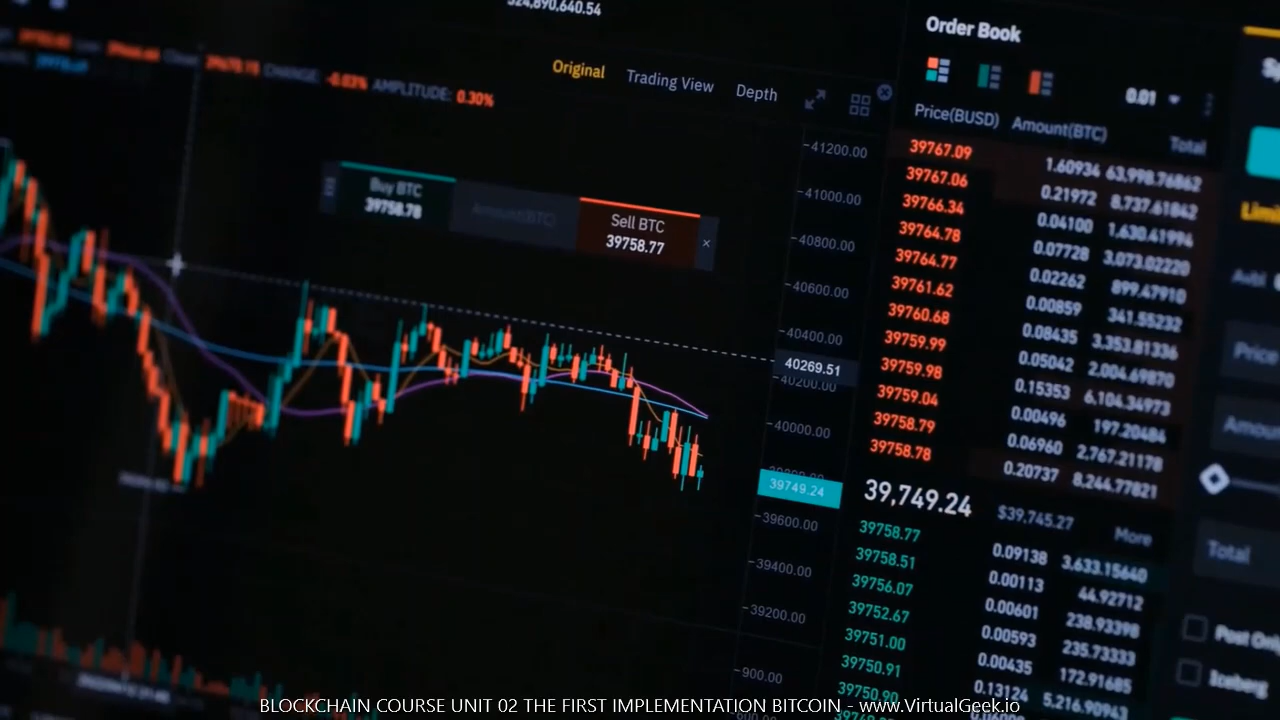 Order Book
Original Trading View Depth
CHANGE: -0.03% AMPLITUDE: 0.30%
0.01
Price(BUSD) Amount(BTC) Total
Buy BTC
39758.78
Amount(BTC)
Sell BTC
39758.77
41200.00
41000.00
40800.00
40600.00
40400.00
40269.51
40200.00
40000.00
39749.24
39600.00
39400.00
39200.00
39767.09 1.60934 63,998.76862
39767.06 0.21972 8,737.61842
39766.34 0.04100 1,630.41994
39764.78 0.07728 3,073.02220
39764.77 0.02262 899.47910
39761.62 0.00859 341.55232
39760.68 0.08435 3,353.81336
39759.99 0.05042 2,004.69870
39759.98 0.15353 6,104.34973
39759.04 0.00496 197.20484
39758.79 0.06960 2,767.21178
39758.78 0.20737 8,244.77821
39,749.24 $39,745.27 More
39758.77 0.09138 3,633.15640
39758.51 0.00113 44.92712
39756.07 0.00601 238.93398
39752.67 0.00593 235.73333
39751.00 0.00435 172.91685
39750.91 0.13124 5,216.90943
39750.90
Price
Total
Iceberg
BLOCKCHAIN COURSE UNIT 02 THE FIRST IMPLEMENTATION BITCOIN - www.VirtualGeek.io